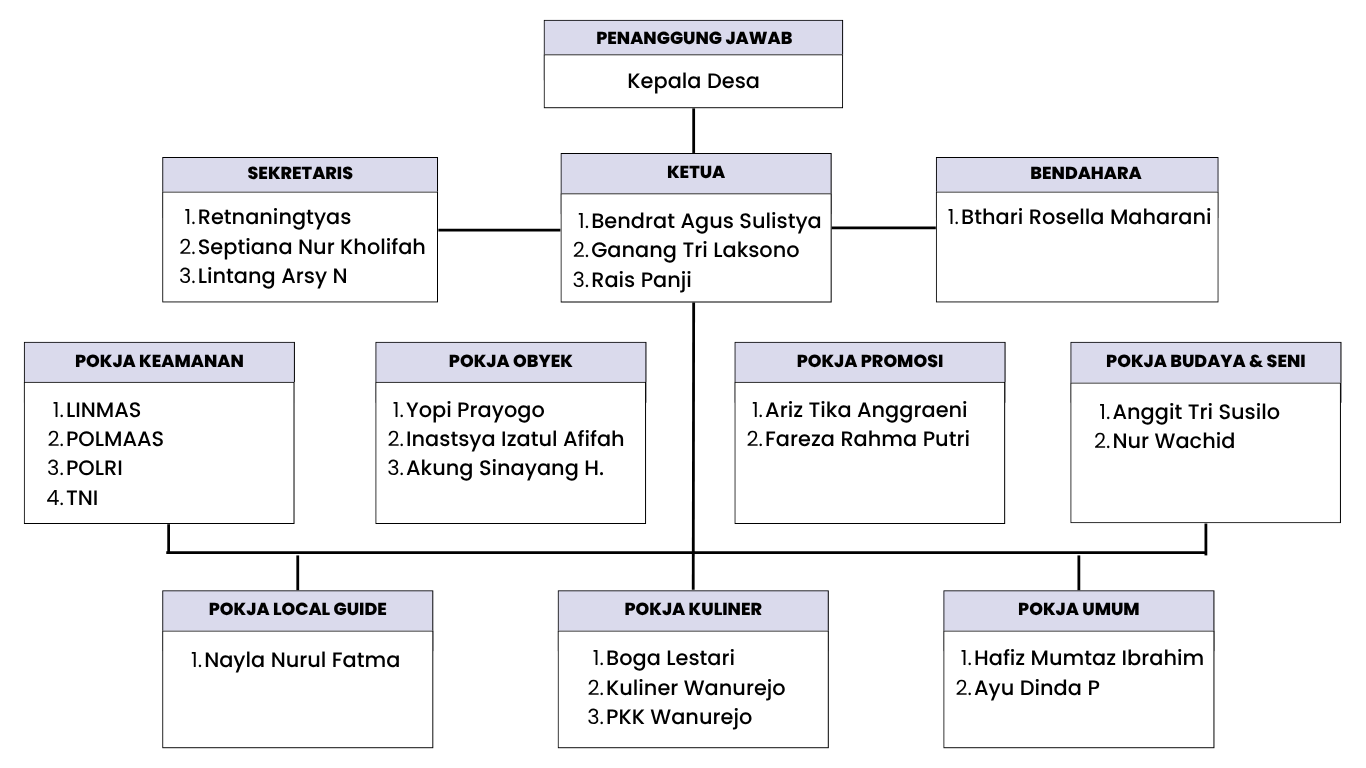 PENANGGUNG JAWAB
Kepala Desa
SEKRETARIS
1. Retnaningtyas
2. Septiana Nur Kholifah
3. Lintang Arsy N
KETUA
1. Bendrat Agus Sulistya
2. Ganang Tri Laksono
3. Rais Panji
BENDAHARA
1. Bthari Rosella Maharani
POKJA KEAMANAN
1. LINMAS
2. POLMAAS
3. POLRI
4. TNI
POKJA OBYEK
1. Yopi Prayogo
2. Inastsya Izatul Afifah
3. Akung Sinayang H.
POKJA PROMOSI
1. Ariz Tika Anggraeni
2. Fareza Rahma Putri
POKJA BUDAYA & SENI
1. Anggit Tri Susilo
2. Nur Wachid
POKJA LOCAL GUIDE
1. Nayla Nurul Fatma
POKJA KULINER
1. Boga Lestari
2. Kuliner Wanurejo
3. PKK Wanurejo
POKJA UMUM
1. Hafiz Mumtaz Ibrahim
2. Ayu Dinda P